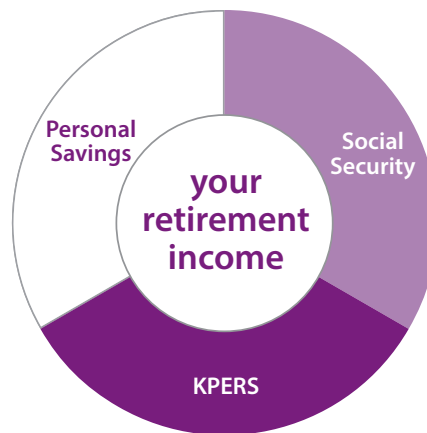 Personal
Savings
Social
Security
your
retirement
income
KPERS